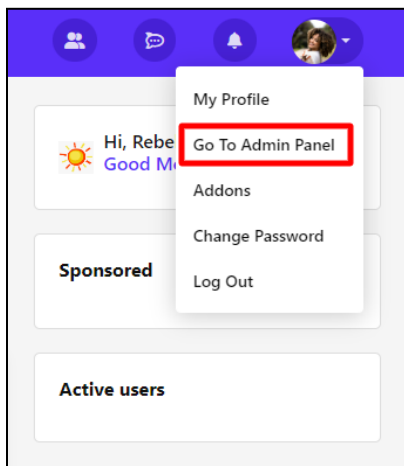 My Profile
Hi, Rebe
Go To Admin Panel
Good M
Addons
Change Password
Sponsored
Log Out
Active users